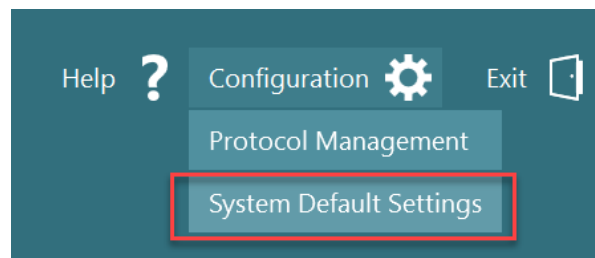 Help ? Configuration Exit
Protocol Management
System Default Settings